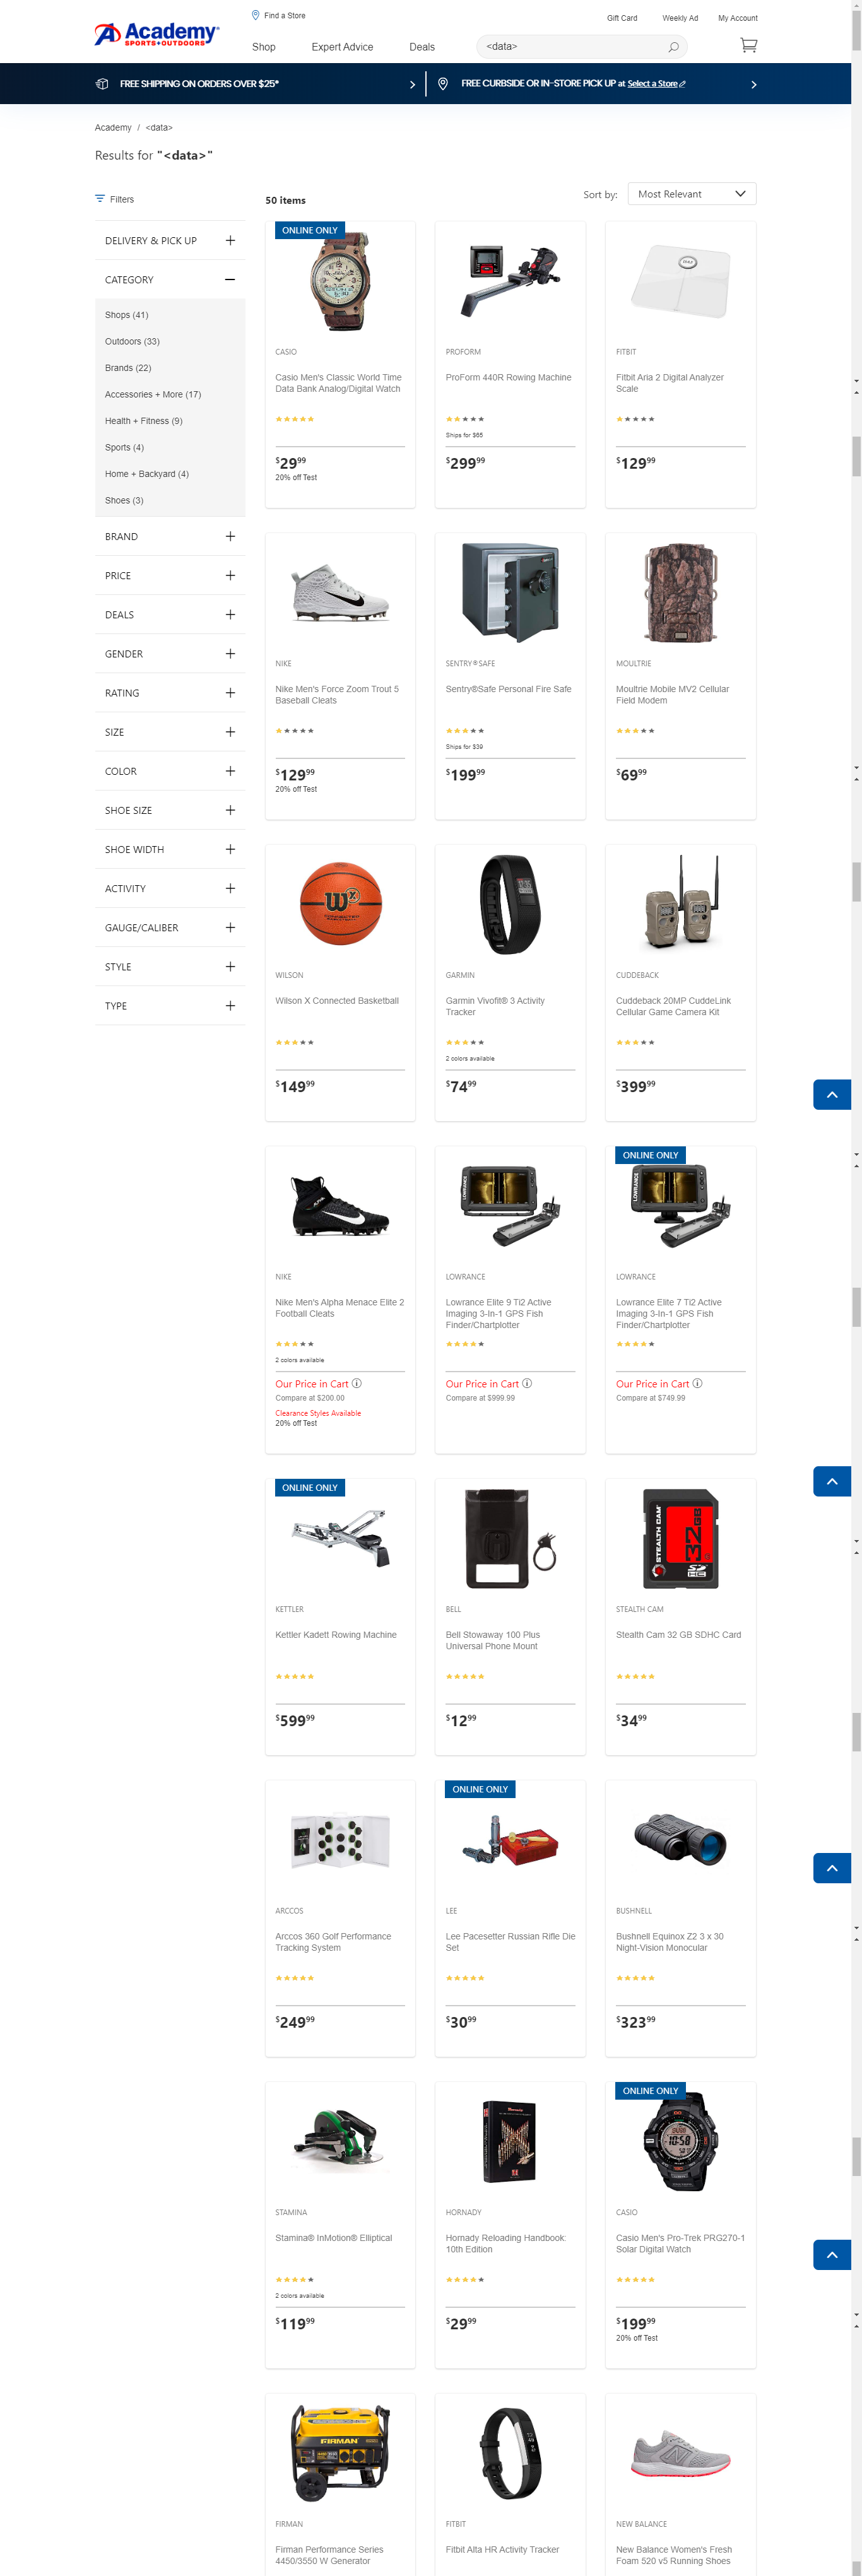 Find a Store
Gift Card
Weekly Ad
My Account
Academy
SPORTS+OUTDOORS
Shop
Expert Advice
Deals
<data>
FREE SHIPPING ON ORDERS OVER $25*
FREE CURBSIDE OR IN-STORE PICK UP at Select a Store
Academy / <data>
Results for "<data>"
Filters
50 items
Sort by:
Most Relevant
DELIVERY & PICK UP
CATEGORY
Shops (41)
Outdoors (33)
Brands (22)
Accessories + More (17)
Health + Fitness (9)
Sports (4)
Home + Backyard (4)
Shoes (3)
BRAND
PRICE
DEALS
GENDER
RATING
SIZE
COLOR
SHOE SIZE
SHOE WIDTH
ACTIVITY
GAUGE/CALIBER
STYLE
TYPE
ONLINE ONLY
CASIO
Casio Men's Classic World Time
Data Bank Analog/Digital Watch
$29.99
20% off Test
PROFORM
ProForm 440R Rowing Machine
Ships for $65
$299.99
FITBIT
Fitbit Aria 2 Digital Analyzer
Scale
$129.99
NIKE
Nike Men's Force Zoom Trout 5
Baseball Cleats
$129.99
20% off Test
SENTRY®SAFE
Sentry®Safe Personal Fire Safe
Ships for $39
$199.99
MOULTRIE
Moultrie Mobile MV2 Cellular
Field Modem
$69.99
WILSON
Wilson X Connected Basketball
$149.99
GARMIN
Garmin Vivofit® 3 Activity
Tracker
2 colors available
$74.99
CUDDEBACK
Cuddeback 20MP CuddeLink
Cellular Game Camera Kit
$399.99
NIKE
Nike Men's Alpha Menace Elite 2
Football Cleats
2 colors available
Our Price in Cart
Compare at $200.00
Clearance Styles Available
20% off Test
LOWRANCE
Lowrance Elite 9 Ti2 Active
Imaging 3-In-1 GPS Fish
Finder/Chartplotter
Our Price in Cart
Compare at $999.99
ONLINE ONLY
LOWRANCE
Lowrance Elite 7 Ti2 Active
Imaging 3-In-1 GPS Fish
Finder/Chartplotter
Our Price in Cart
Compare at $749.99
ONLINE ONLY
KETTLER
Kettler Kadett Rowing Machine
$599.99
BELL
Bell Stowaway 100 Plus
Universal Phone Mount
$12.99
STEALTH CAM
32GB
STEALTH CAM
Stealth Cam 32 GB SDHC Card
$34.99
ARCCOS
Arccos 360 Golf Performance
Tracking System
$249.99
ONLINE ONLY
LEE
Lee Pacesetter Russian Rifle Die
Set
$30.99
BUSHNELL
Bushnell Equinox Z2 3 x 30
Night-Vision Monocular
$323.99
STAMINA
Stamina® InMotion® Elliptical
2 colors available
$119.99
HORNADY
Hornady Reloading Handbook:
10th Edition
$29.99
ONLINE ONLY
CASIO
Casio Men's Pro-Trek PRG270-1
Solar Digital Watch
$199.99
20% off Test
FIRMAN
FIRMAN
Firman Performance Series
4450/3550 W Generator
FITBIT
Fitbit Alta HR Activity Tracker
NEW BALANCE
New Balance Women's Fresh
Foam 520 v5 Running Shoes